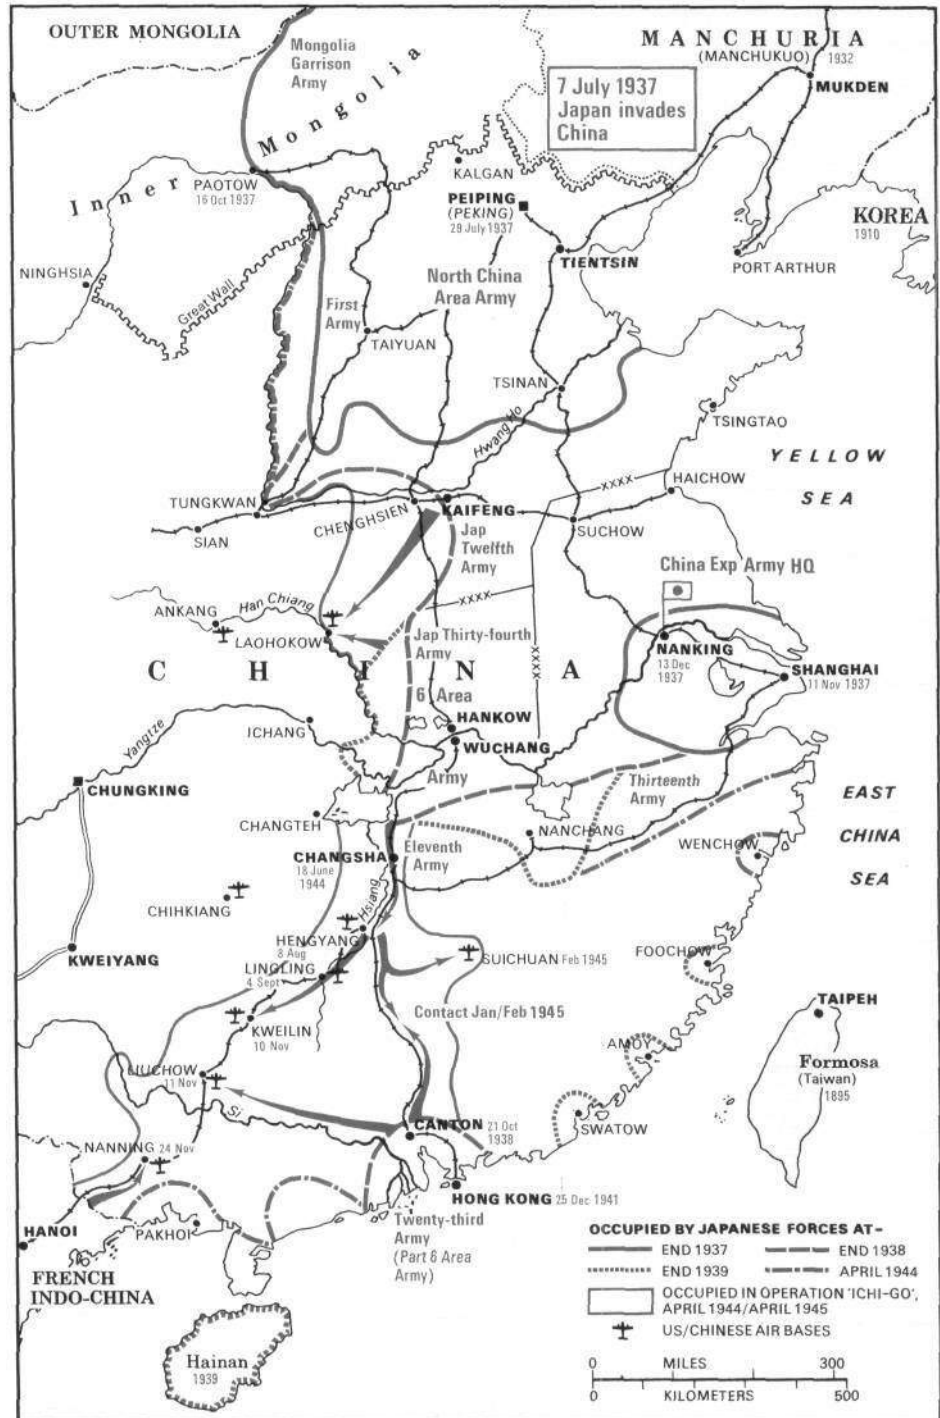 OUTER MONGOLIA
Mongolia
Garrison
Army
MANCHURIA
(MANCHUKUO)
1932
MUKDEN
7 July 1937
Japan invades
China
Inner Mongolia
KALGAN
PAOTOW
16 Oct 1937
PEIPING
(PEKING)
29 July 1937
KOREA
1910
TIENTSIN
PORT ARTHUR
NINGHSIA
Great Wall
North China
Area Army
First
Army
TAIYUAN
TSINAN
TSINGTAO
Hwang Ho
YELLOW
SEA
XXXX
HAICHOW
TUNGKWAN
CHENGHSIEN
KAIFENG
SIAN
SUCHOW
Jap
Twelfth
Army
China Exp Army HQ
XXXX
ANKANG
Han Chiang
LAOHOKOW
Jap Thirty-fourth
Army
XXXX
NANKING
13 Dec
1937
SHANGHAI
11 Nov 1937
CHINA
6 Area
Army
HANKOW
WUCHANG
ICHANG
Yangtze
CHUNGKING
Thirteenth
Army
EAST
CHINA
SEA
CHANGTEH
NANCHANG
WENCHOW
CHANGSHA
18 June
1944
Eleventh
Army
CHIHKIANG
Hsiang
HENGYANG
8 Aug
KWEIYANG
LINGLING
4 Sept
SUICHUAN Feb 1945
FOOCHOW
KWEILIN
10 Nov
Contact Jan/Feb 1945
TAIPEH
AMOY
Formosa
(Taiwan)
1895
LIUCHOW
11 Nov
Si
CANTON
21 Oct
1938
SWATOW
NANNING 24 Nov
HONG KONG 25 Dec 1941
HANOI
PAKHOI
Twenty-third
Army
(Part 6 Area
Army)
FRENCH
INDO-CHINA
Hainan
1939
OCCUPIED BY JAPANESE FORCES AT–
END 1937
END 1938
END 1939
APRIL 1944
OCCUPIED IN OPERATION 'ICHI-GO',
APRIL 1944/APRIL 1945
US/CHINESE AIR BASES
0 MILES 300
0 KILOMETERS 500